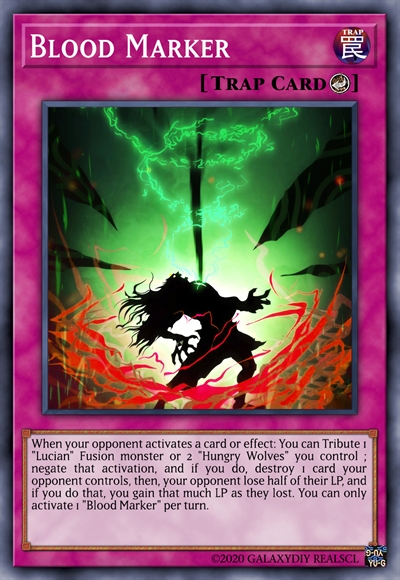 BLOOD MARKER
TRAP
罠
[TRAP CARD]
When your opponent activates a card or effect: You can Tribute 1
"Lucian" Fusion monster or 2 "Hungry Wolves" you control ;
negate that activation, and if you do, destroy 1 card your
opponent controls, then, your opponent lose half of their LP, and
if you do that, you gain that much LP as they lost. You can only
activate 1 "Blood Marker" per turn.
©2020 GALAXYDIY REALSCL
YU-G